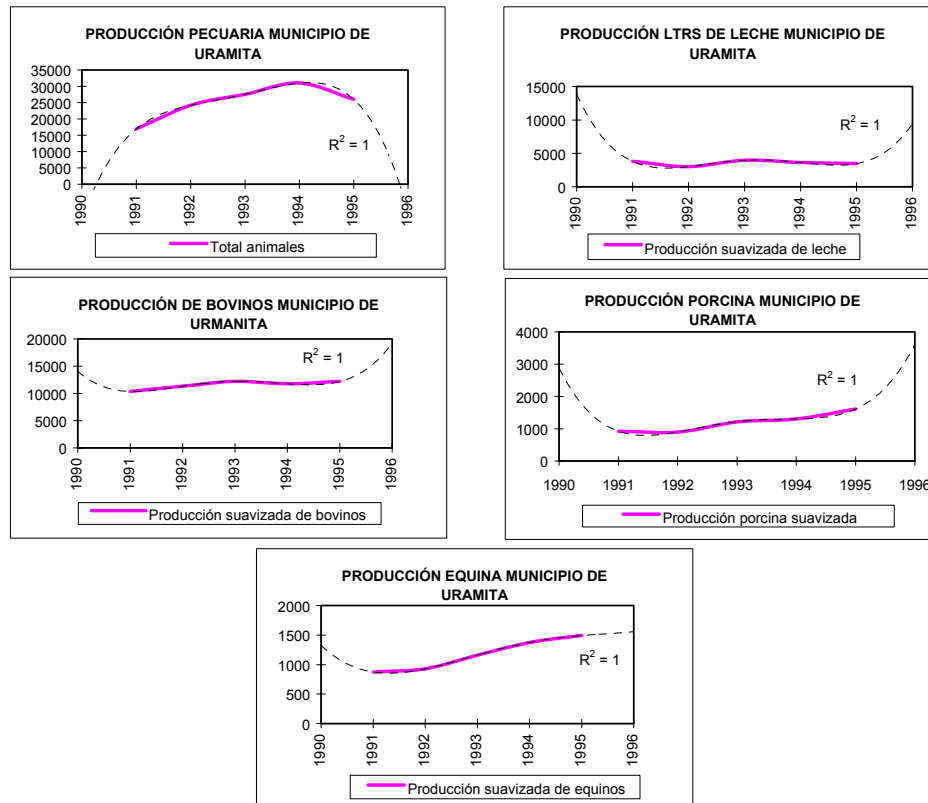 PRODUCCIÓN PECUARIA MUNICIPIO DE
URAMITA
35000
30000
25000
20000
15000
10000
5000
0
R² = 1
1990
1991
1992
1993
1994
1995
1996
Total animales
PRODUCCIÓN LTRS DE LECHE MUNICIPIO DE
URAMITA
15000
10000
5000
0
R² = 1
1990
1991
1992
1993
1994
1995
1996
Producción suavizada de leche
PRODUCCIÓN DE BOVINOS MUNICIPIO DE
URMANITA
20000
15000
10000
5000
0
R² = 1
1990
1991
1992
1993
1994
1995
1996
Producción suavizada de bovinos
PRODUCCIÓN PORCINA MUNICIPIO DE
URAMITA
4000
3000
2000
1000
0
R² = 1
1990 1991 1992 1993 1994 1995 1996
Producción porcina suavizada
PRODUCCIÓN EQUINA MUNICIPIO DE
URAMITA
2000
1500
1000
500
0
R² = 1
1990
1991
1992
1993
1994
1995
1996
Producción suavizada de equinos